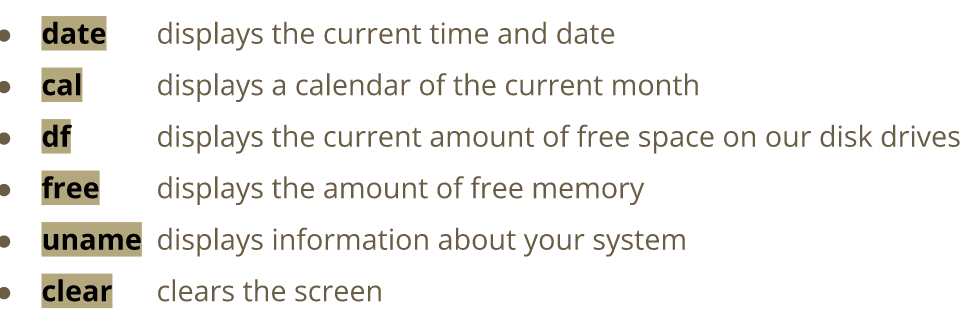 • date displays the current time and date
• cal displays a calendar of the current month
• df displays the current amount of free space on our disk drives
• free displays the amount of free memory
• uname displays information about your system
• clear clears the screen